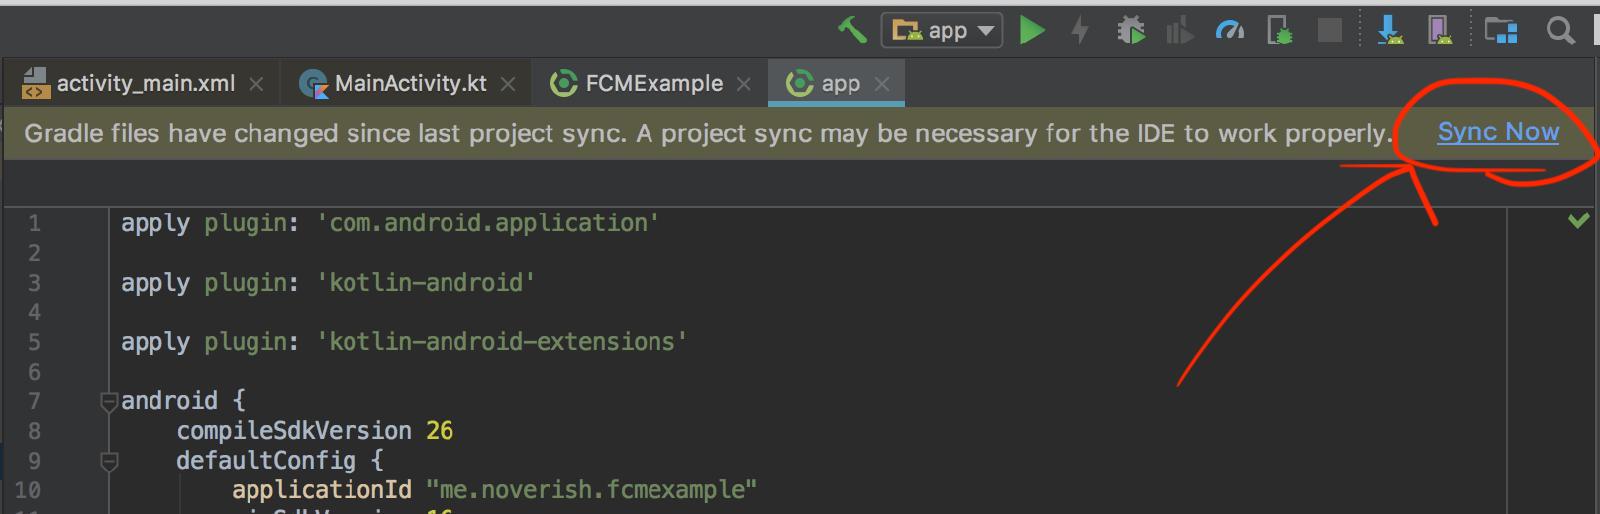 app
activity_main.xml
MainActivity.kt
FCMExample
app
Gradle files have changed since last project sync. A project sync may be necessary for the IDE to work properly.
Sync Now
1 apply plugin: 'com.android.application'
2
3 apply plugin: 'kotlin-android'
4
5 apply plugin: 'kotlin-android-extensions'
6
7 android {
8 compileSdkVersion 26
9 defaultConfig {
10 applicationId "me.noverish.fcmexample"